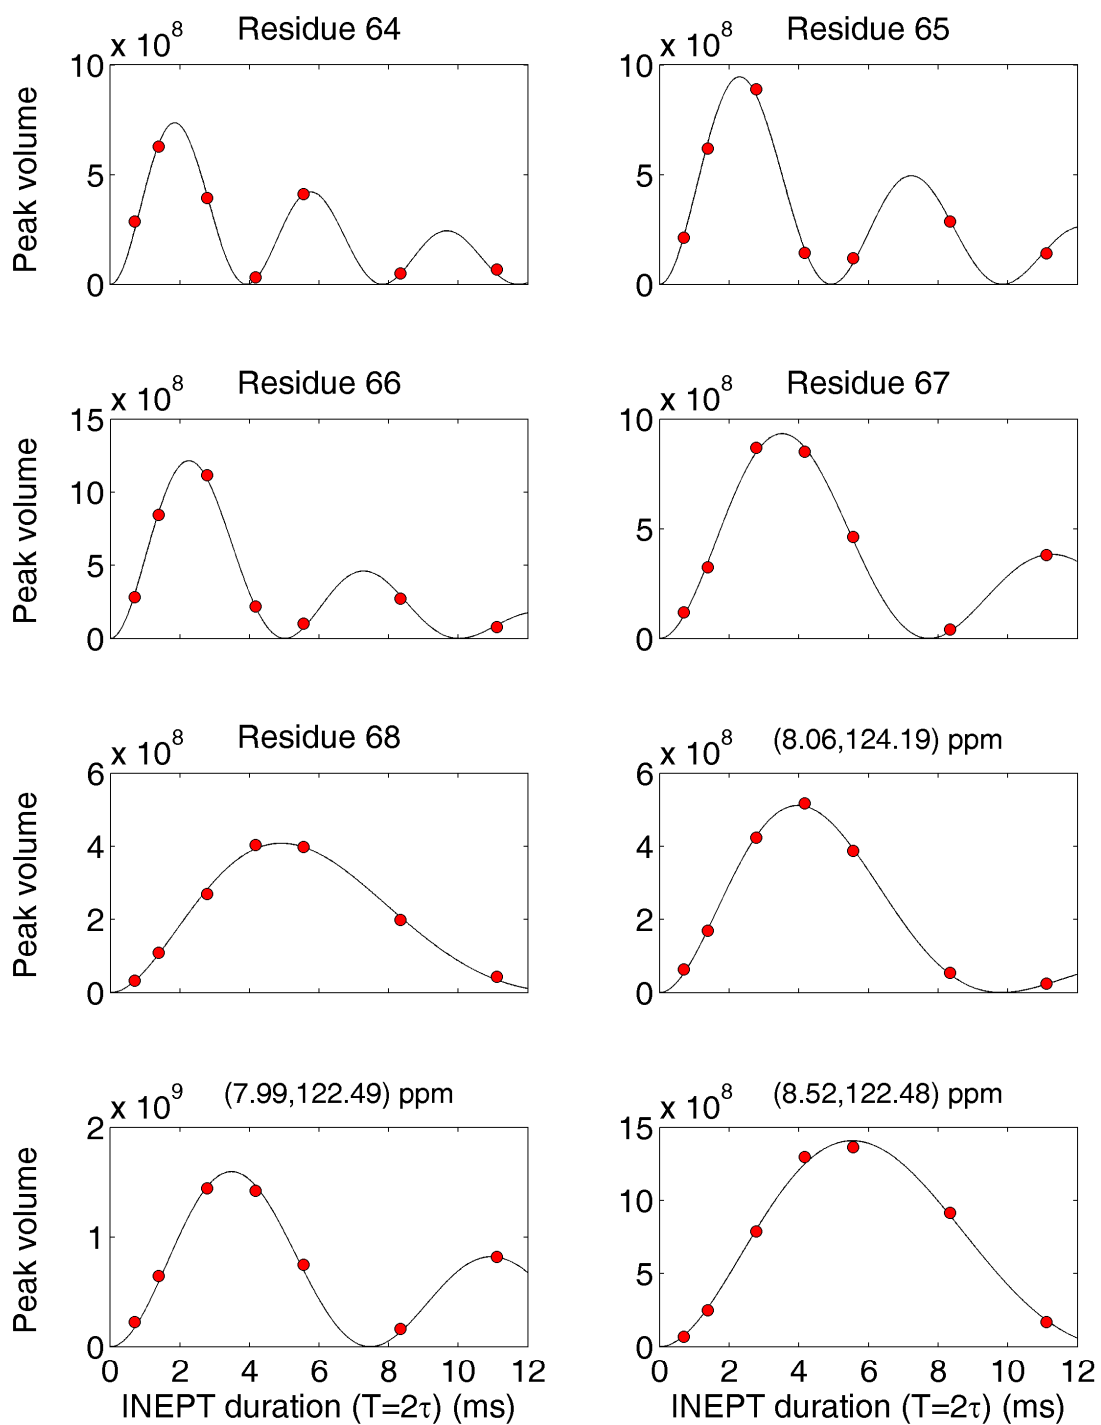 Residue 64
x 10^8
Peak volume
10
5
0
Residue 65
x 10^8
10
5
0
Residue 66
x 10^8
Peak volume
15
10
5
0
Residue 67
x 10^8
10
5
0
Residue 68
x 10^8
Peak volume
6
4
2
0
(8.06,124.19) ppm
x 10^8
6
4
2
0
(7.99,122.49) ppm
x 10^9
Peak volume
2
1
0
0 2 4 6 8 10 12
INEPT duration (T=2τ) (ms)
(8.52,122.48) ppm
x 10^8
15
10
5
0
0 2 4 6 8 10 12
INEPT duration (T=2τ) (ms)